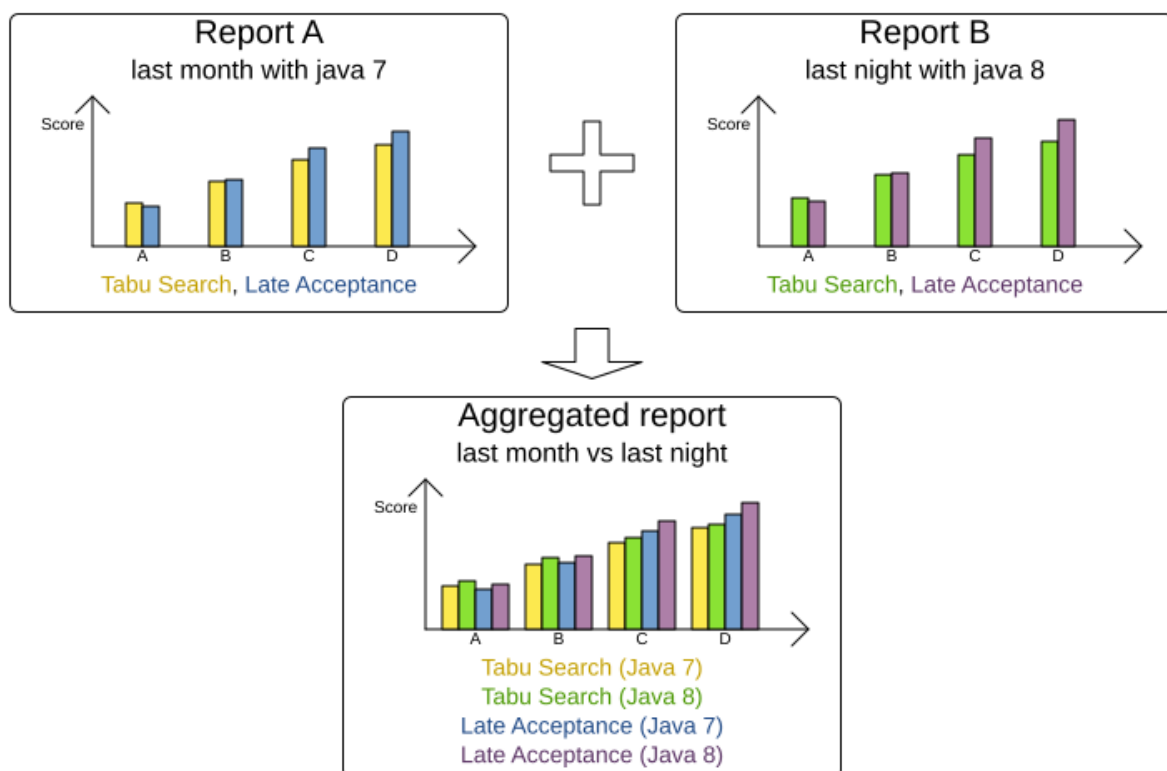 Report A
last month with java 7
Score
A B C D
Tabu Search, Late Acceptance
Report B
last night with java 8
Score
A B C D
Tabu Search, Late Acceptance
Aggregated report
last month vs last night
Score
A B C D
Tabu Search (Java 7)
Tabu Search (Java 8)
Late Acceptance (Java 7)
Late Acceptance (Java 8)